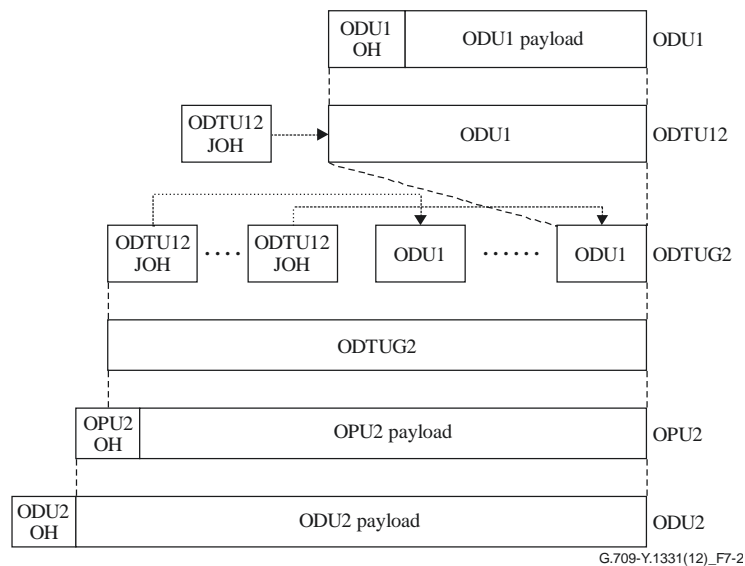 ODU1
OH
ODU1 payload
ODU1
ODTU12
JOH
ODU1
ODTU12
ODTU12
JOH
ODTU12
JOH
ODU1
ODU1
ODTUG2
ODTUG2
OPU2
OH
OPU2 payload
OPU2
ODU2
OH
ODU2 payload
ODU2
G.709-Y.1331(12)_F7-2